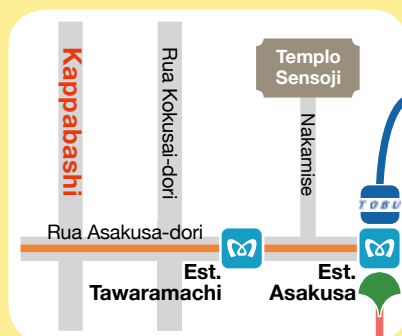 Kappabashi
Rua Kokusai-dori
Templo
Sensoji
Nakamise
TOBU
Rua Asakusa-dori
Est.
Tawaramachi
Est.
Asakusa